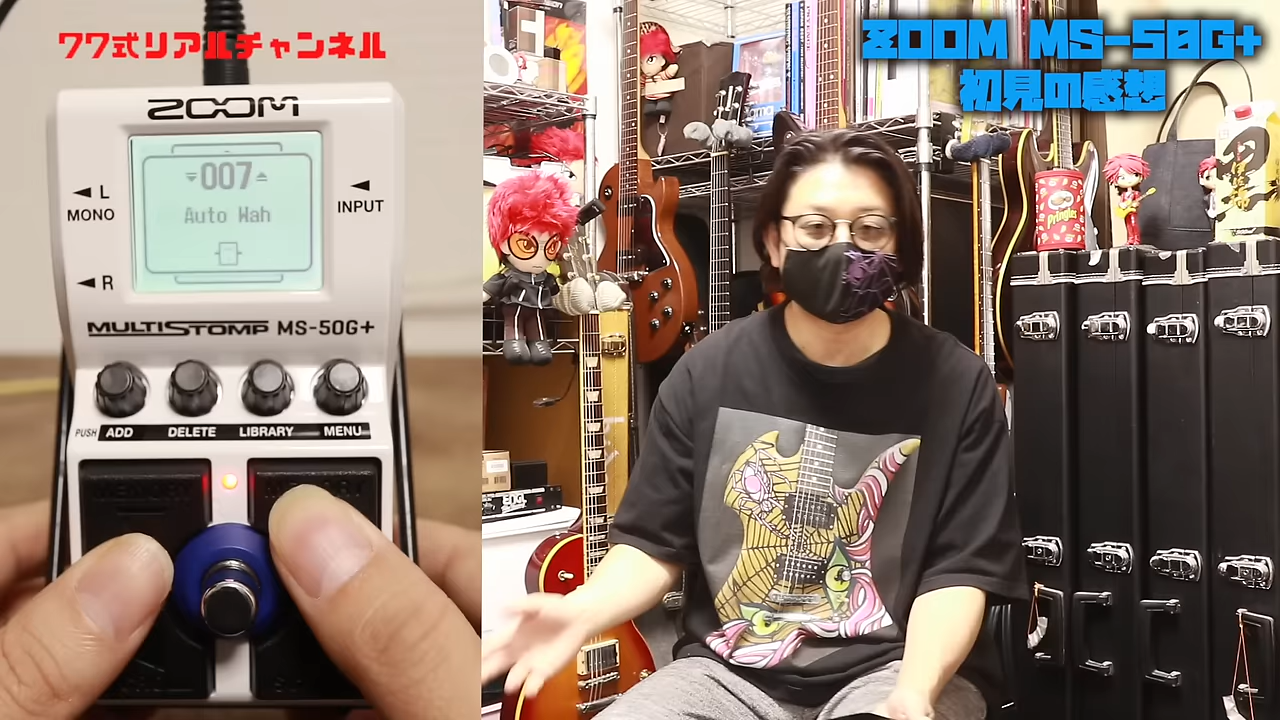 77式リアルチャンネル
ZOOM MS-50G+
初見の感想
ZOOM
007
Auto Wah
L
MONO
INPUT
R
MULTISTOMP MS-50G+
PUSH ADD DELETE LIBRARY MENU
MEMORY
Pringles